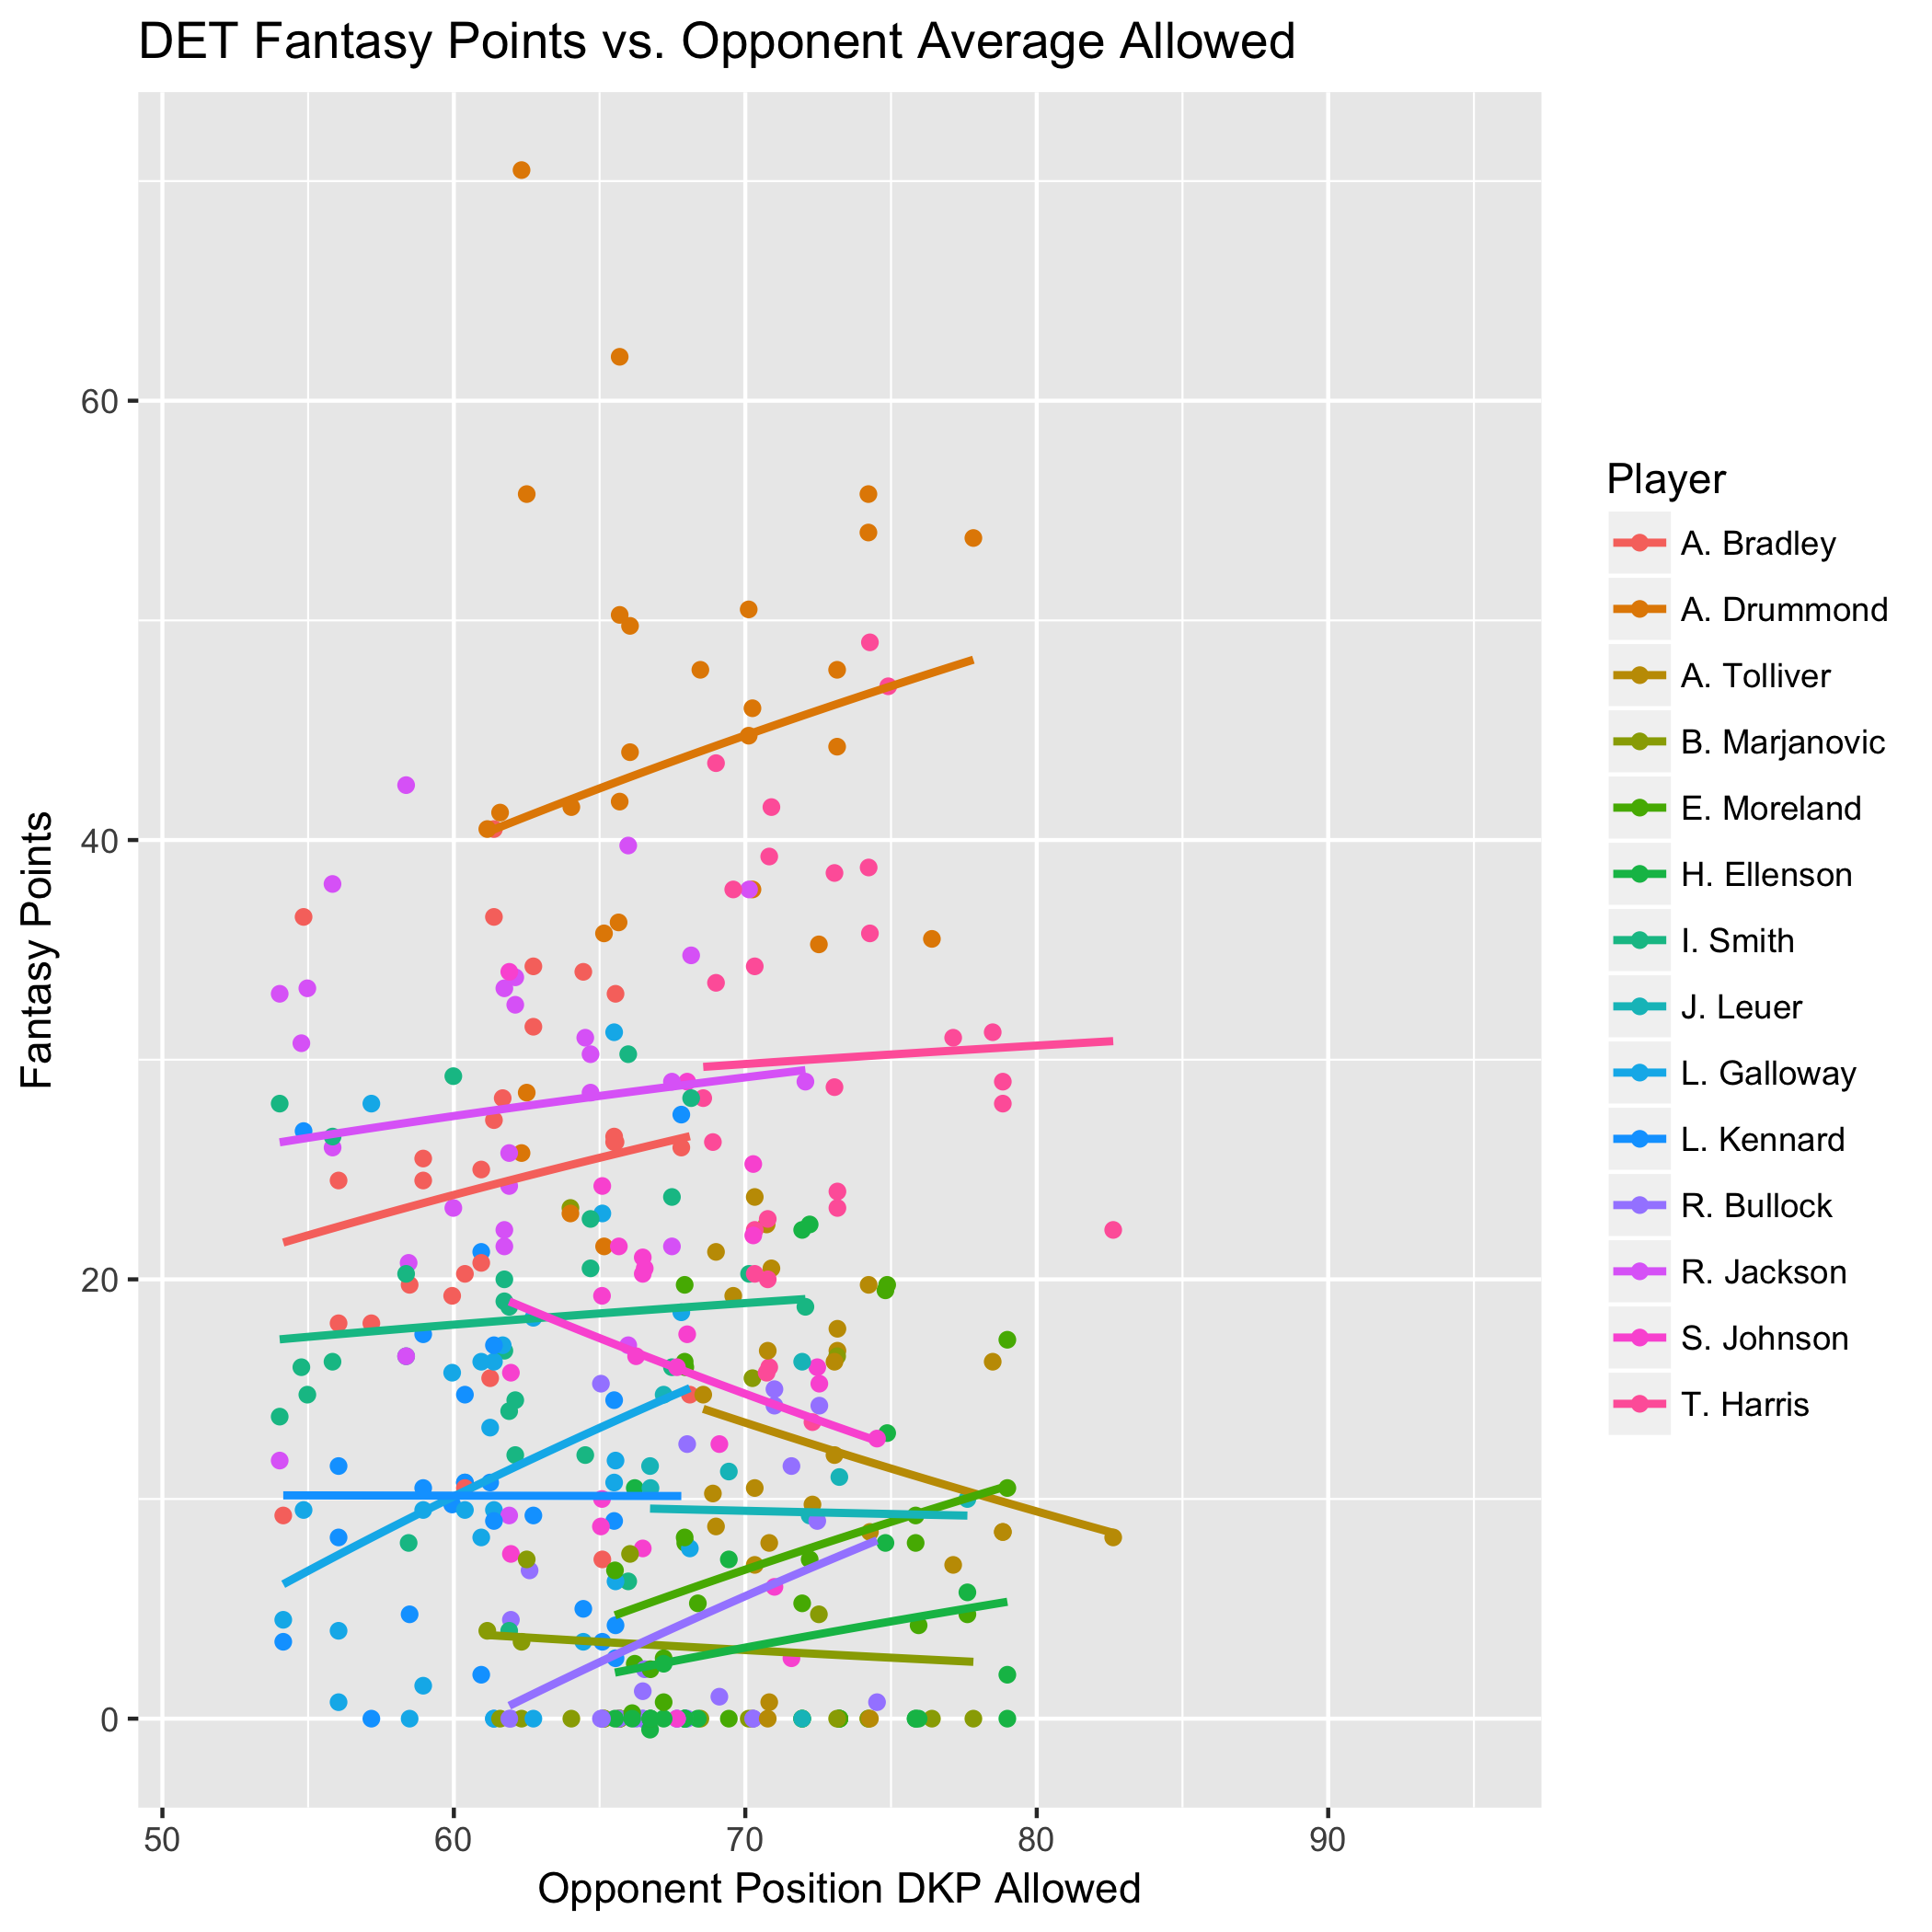 DET Fantasy Points vs. Opponent Average Allowed
Fantasy Points
60
40
20
0
50
60
70
80
90
Opponent Position DKP Allowed
Player
A. Bradley
A. Drummond
A. Tolliver
B. Marjanovic
E. Moreland
H. Ellenson
I. Smith
J. Leuer
L. Galloway
L. Kennard
R. Bullock
R. Jackson
S. Johnson
T. Harris